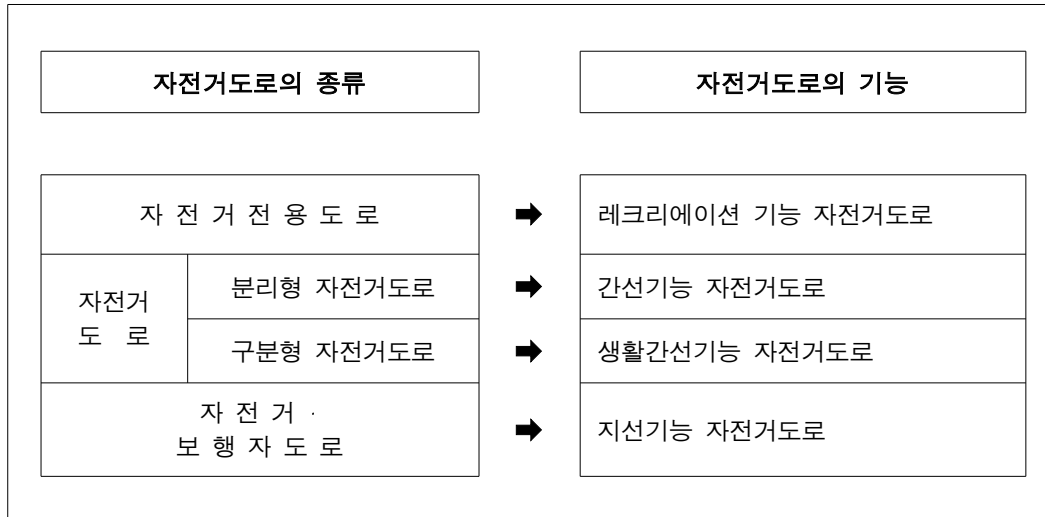 자전거도로의 종류
자전거도로의 기능
자 전 거 전 용 도 로
➡
레크리에이션 기능 자전거도로
자전거
도 로
분리형 자전거도로
➡
간선기능 자전거도로
구분형 자전거도로
➡
생활간선기능 자전거도로
자 전 거 ·
보 행 자 도 로
➡
지선기능 자전거도로